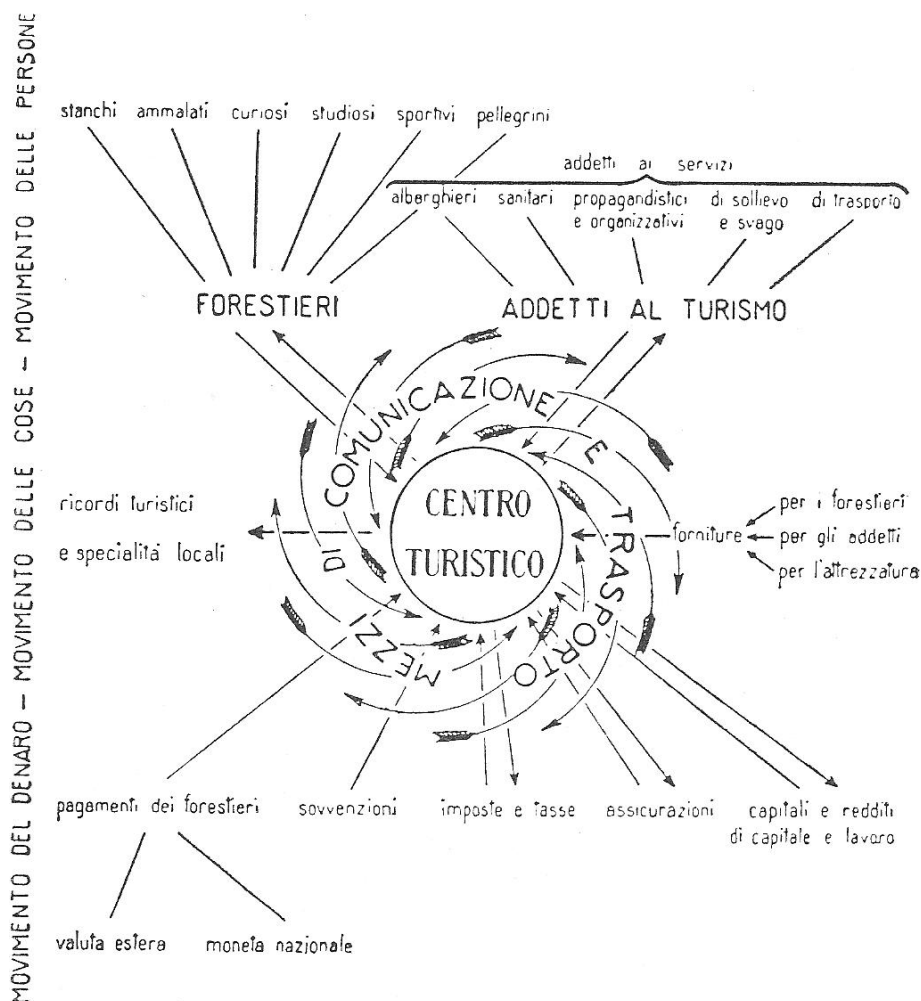 MOVIMENTO DEL DENARO – MOVIMENTO DELLE COSE – MOVIMENTO DELLE PERSONE
stanchi ammalati curiosi studiosi sportivi pellegrini
addetti ai servizi
alberghieri sanitari propagandistici di sollievo di trasporto
e organizzativi e svago
FORESTIERI ADDETTI AL TURISMO
MEZZI DI COMUNICAZIONE E TRASPORTO
CENTRO
TURISTICO
ricordi turistici
e specialità locali
forniture
per i forestieri
per gli addetti
per l'attrezzatura
pagamenti dei forestieri sovvenzioni imposte e tasse assicurazioni capitali e redditi
di capitale e lavoro
valuta estera moneta nazionale